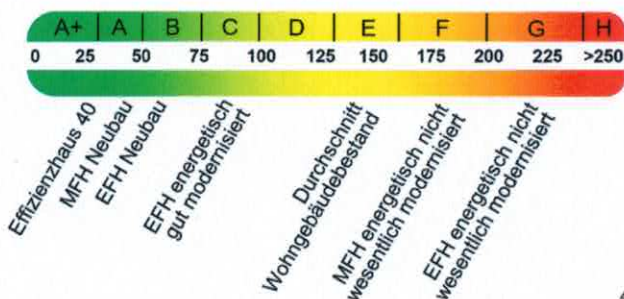 A+ A B C D E F G H
0 25 50 75 100 125 150 175 200 225 >250
Effizienzhaus 40
MFH Neubau
EFH Neubau
EFH energetisch
gut modernisiert
Durchschnitt
Wohngebäudebestand
MFH energetisch nicht
wesentlich modernisiert
EFH energetisch nicht
wesentlich modernisiert